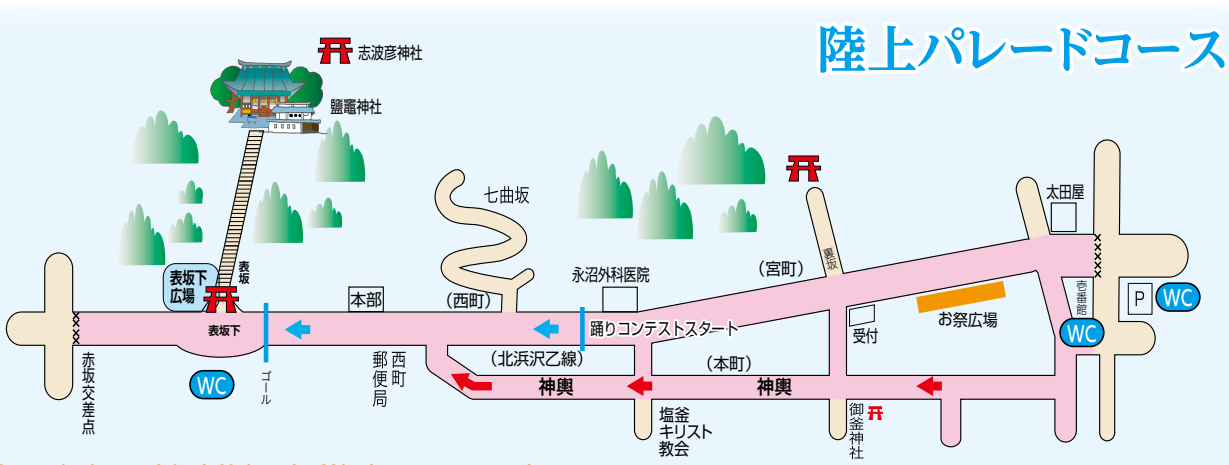 陸上パレードコース
志波彦神社
鹽竈神社
七曲坂
太田屋
裏坂
永沼外科医院
(宮町)
表坂下
広場
表坂
本部
(西町)
お祭広場
壱番館
P
WC
WC
受付
踊りコンテストスタート
表坂下
(北浜沢乙線)
(本町)
赤坂交差点
WC
ゴール
西町
郵便局
神輿
神輿
塩釜
キリスト
教会
御釜神社